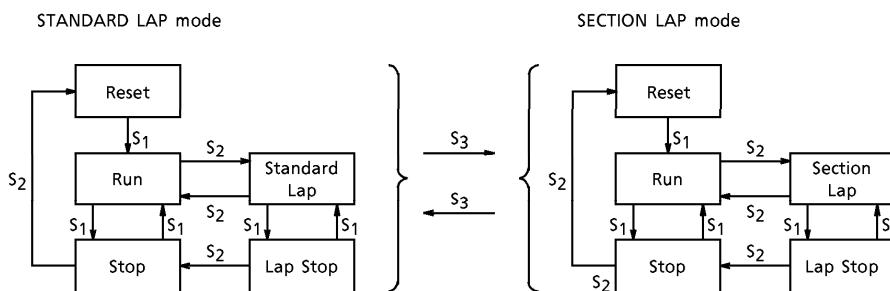 STANDARD LAP mode
SECTION LAP mode
Reset
S1
S2
Run
S2
Standard
Lap
S2
S1
S1
S1
S1
Stop
S2
Lap Stop
S3
S3
Reset
S1
S2
Run
S2
Section
Lap
S2
S1
S1
S1
S2
Stop
S2
Lap Stop